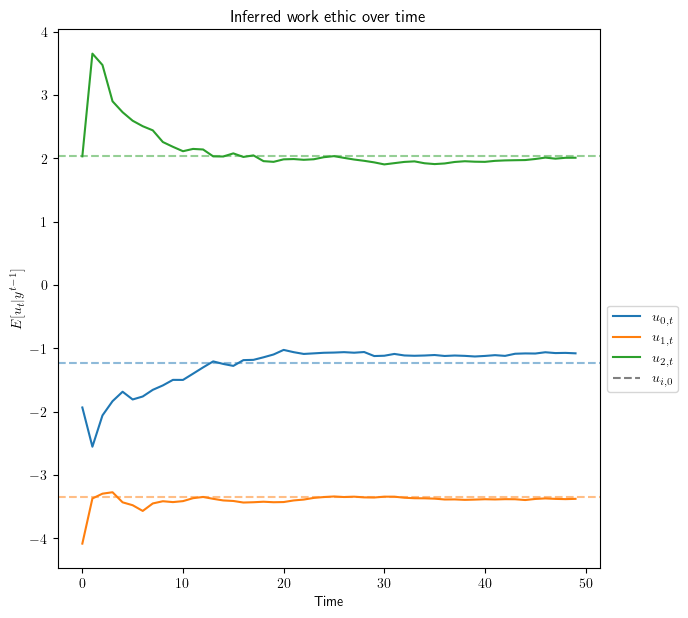 Inferred work ethic over time
4
3
2
1
0
−1
−2
−3
−4
E[u_t|y^{t−1}]
0 10 20 30 40 50
Time
u_{0,t}
u_{1,t}
u_{2,t}
u_{i,0}